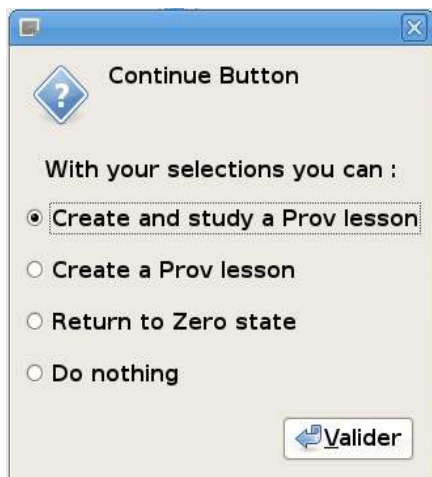 Continue Button
With your selections you can :
Create and study a Prov lesson
Create a Prov lesson
Return to Zero state
Do nothing
Valider